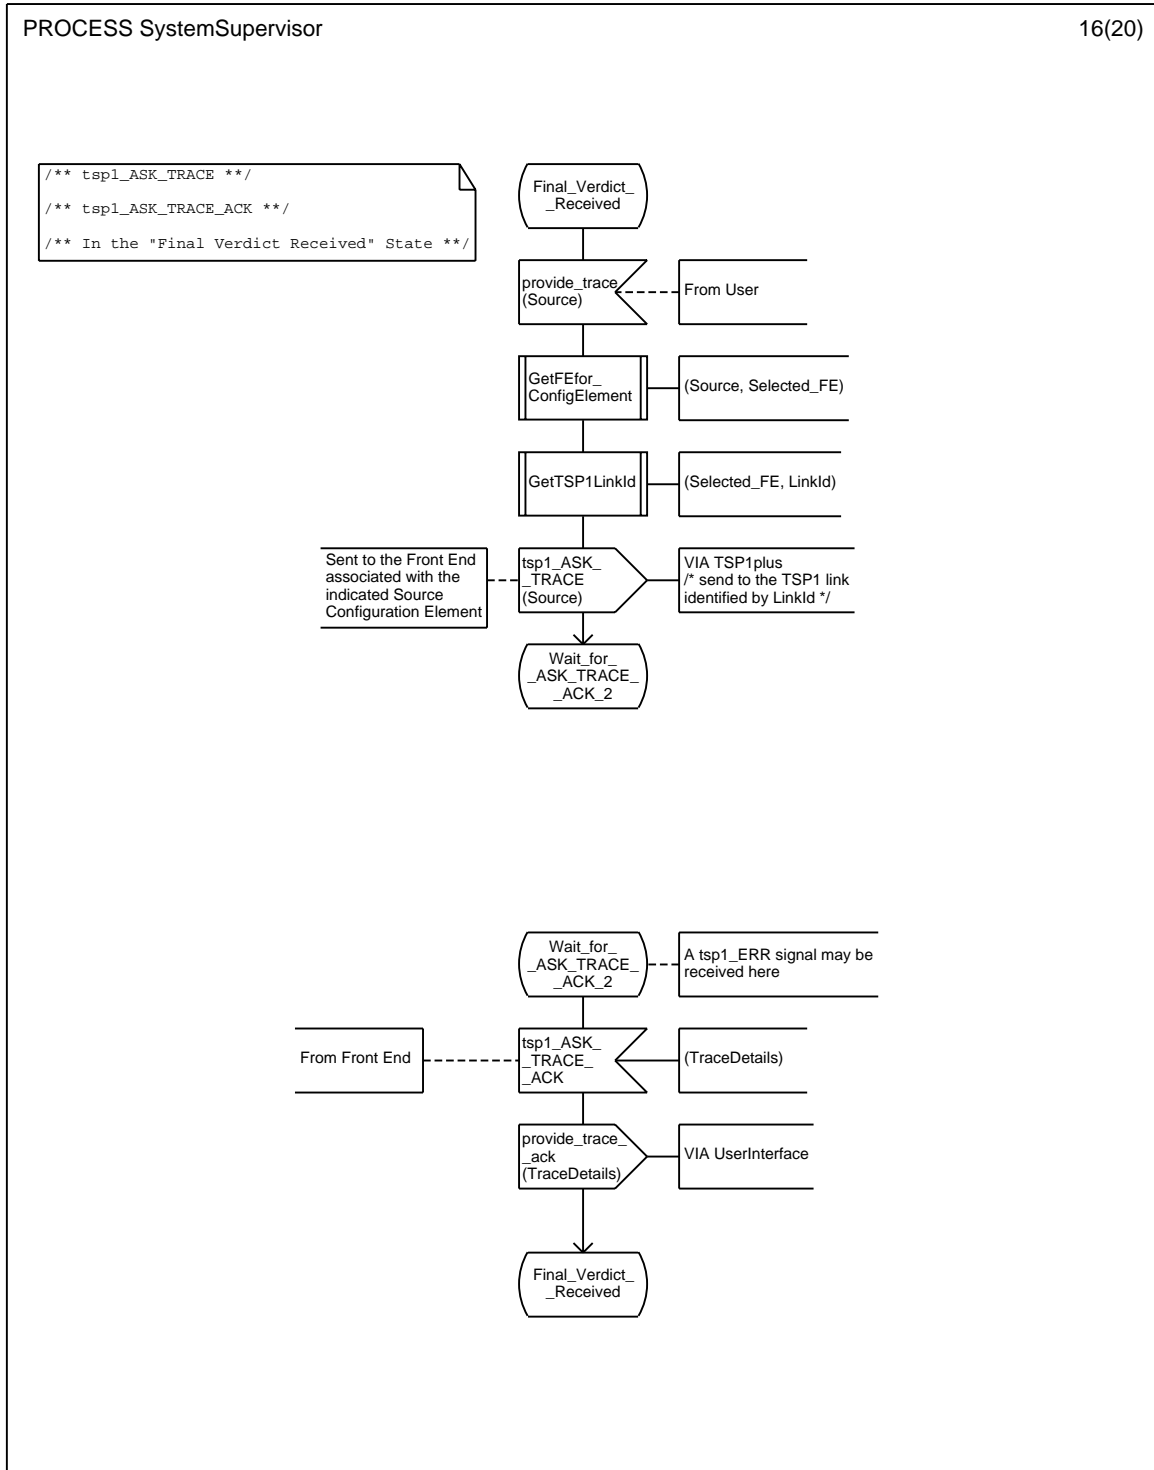 PROCESS SystemSupervisor
16(20)
/** tsp1_ASK_TRACE **/
/** tsp1_ASK_TRACE_ACK **/
/** In the "Final Verdict Received" State **/
Final_Verdict_
_Received
provide_trace
(Source)
From User
GetFEfor_
ConfigElement
(Source, Selected_FE)
GetTSP1LinkId
(Selected_FE, LinkId)
Sent to the Front End
associated with the
indicated Source
Configuration Element
tsp1_ASK_
_TRACE
(Source)
VIA TSP1plus
/* send to the TSP1 link
identified by LinkId */
Wait_for_
_ASK_TRACE_
_ACK_2
Wait_for_
_ASK_TRACE_
_ACK_2
A tsp1_ERR signal may be
received here
From Front End
tsp1_ASK_
_TRACE_
_ACK
(TraceDetails)
provide_trace_
_ack
(TraceDetails)
VIA UserInterface
Final_Verdict_
_Received